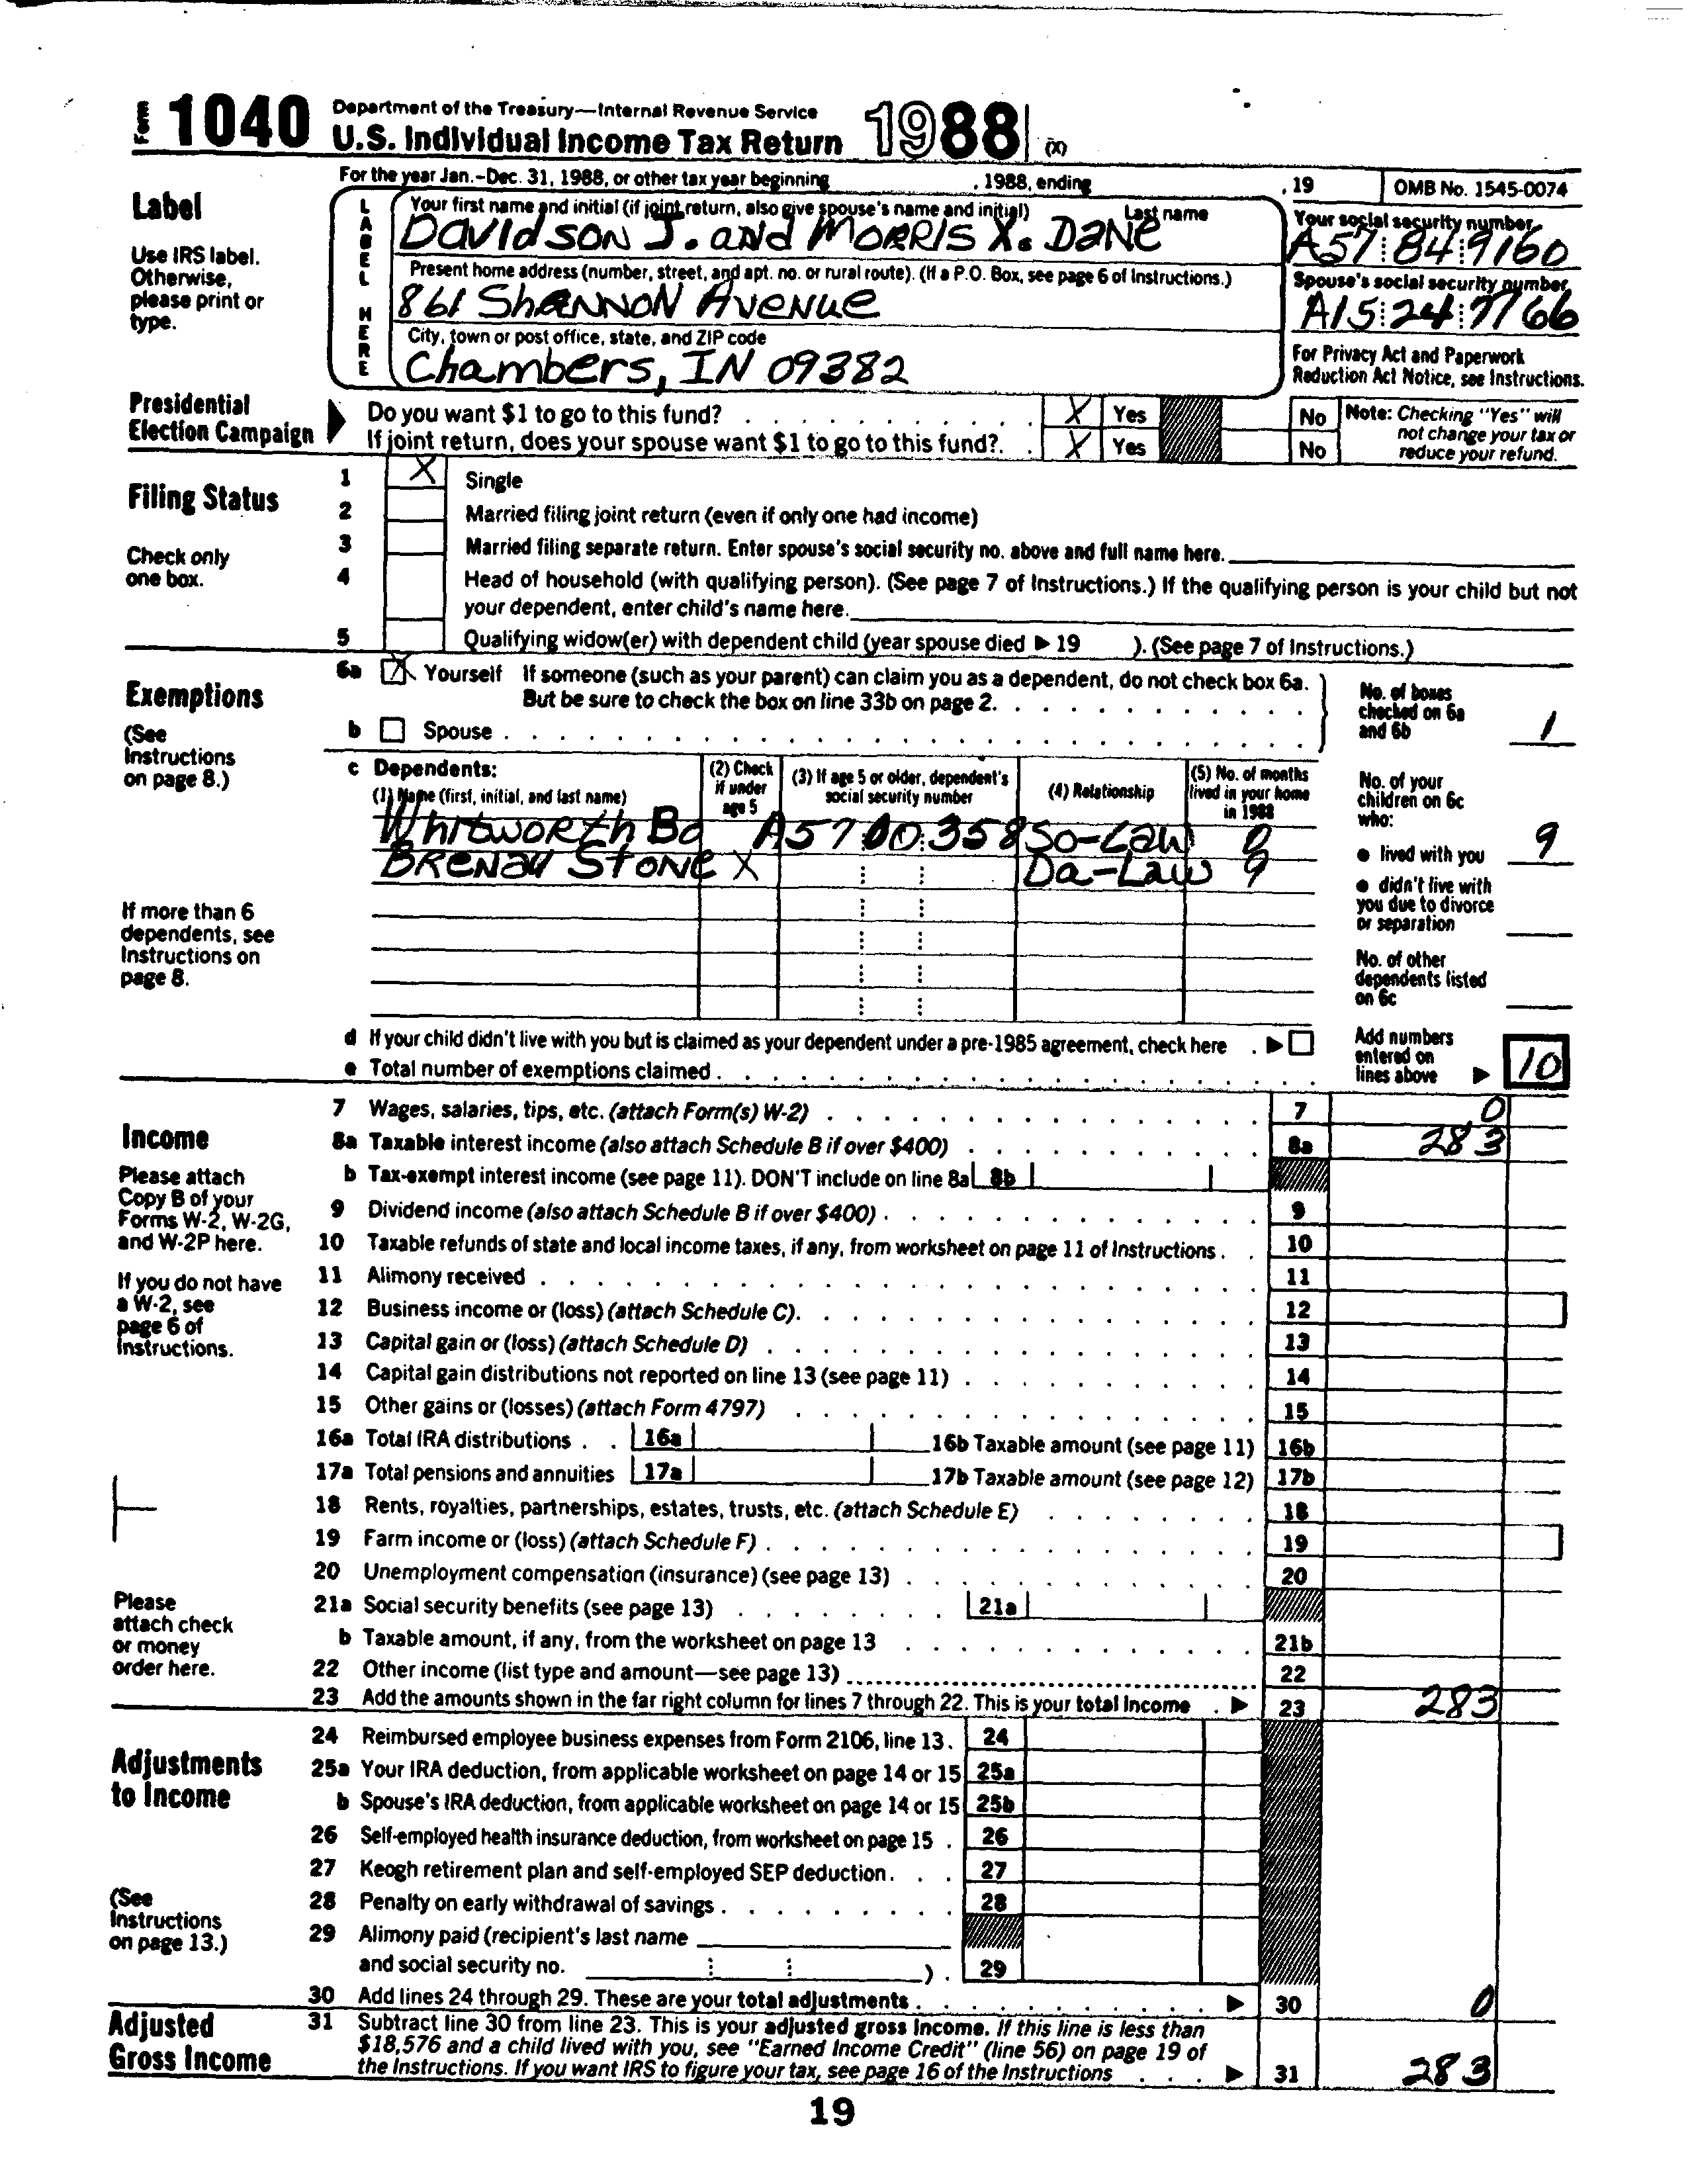 Form 1040 Department of the Treasury—Internal Revenue Service
U.S. Individual Income Tax Return 1988 (X)
For the year Jan.-Dec. 31, 1988, or other tax year beginning , 1988, ending , 19 OMB No. 1545-0074
Label
Use IRS label. Otherwise, please print or type.
LABEL HERE
Your first name and initial (if joint return, also give spouse's name and initial) Last name
Davidson J. and Morris X. Dane
Your social security number
A57 84 9160
Present home address (number, street, and apt. no. or rural route). (If a P.O. Box, see page 6 of Instructions.)
861 Shannon Avenue
Spouse's social security number
A15 24 7766
City, town or post office, state, and ZIP code
Chambers, IN 09382
For Privacy Act and Paperwork Reduction Act Notice, see Instructions.
Presidential Election Campaign
Do you want $1 to go to this fund? X Yes No
If joint return, does your spouse want $1 to go to this fund? X Yes No
Note: Checking "Yes" will not change your tax or reduce your refund.
Filing Status
Check only one box.
1 X Single
2 Married filing joint return (even if only one had income)
3 Married filing separate return. Enter spouse's social security no. above and full name here.
4 Head of household (with qualifying person). (See page 7 of Instructions.) If the qualifying person is your child but not
your dependent, enter child's name here.
5 Qualifying widow(er) with dependent child (year spouse died ▶ 19 ). (See page 7 of Instructions.)
Exemptions
(See Instructions on page 8.)
6a X Yourself If someone (such as your parent) can claim you as a dependent, do not check box 6a.
But be sure to check the box on line 33b on page 2.
b Spouse
No. of boxes checked on 6a and 6b 1
c Dependents:
(1) Name (first, initial, and last name)
(2) Check if under age 5
(3) If age 5 or older, dependent's social security number
(4) Relationship
(5) No. of months lived in your home in 1988
Whitworth Bo A57 00 358 So-Law 0
Brenau Stone X Da-Law 9
No. of your children on 6c who:
● lived with you 9
● didn't live with you due to divorce or separation
No. of other dependents listed on 6c
If more than 6 dependents, see Instructions on page 8.
d If your child didn't live with you but is claimed as your dependent under a pre-1985 agreement, check here ▶
e Total number of exemptions claimed
Add numbers entered on lines above ▶ 10
Income
Please attach Copy B of your Forms W-2, W-2G, and W-2P here.
If you do not have a W-2, see page 6 of Instructions.
Please attach check or money order here.
7 Wages, salaries, tips, etc. (attach Form(s) W-2) 7 0
8a Taxable interest income (also attach Schedule B if over $400) 8a 283
b Tax-exempt interest income (see page 11). DON'T include on line 8a 8b
9 Dividend income (also attach Schedule B if over $400) 9
10 Taxable refunds of state and local income taxes, if any, from worksheet on page 11 of Instructions 10
11 Alimony received 11
12 Business income or (loss) (attach Schedule C) 12
13 Capital gain or (loss) (attach Schedule D) 13
14 Capital gain distributions not reported on line 13 (see page 11) 14
15 Other gains or (losses) (attach Form 4797) 15
16a Total IRA distributions 16a 16b Taxable amount (see page 11) 16b
17a Total pensions and annuities 17a 17b Taxable amount (see page 12) 17b
18 Rents, royalties, partnerships, estates, trusts, etc. (attach Schedule E) 18
19 Farm income or (loss) (attach Schedule F) 19
20 Unemployment compensation (insurance) (see page 13) 20
21a Social security benefits (see page 13) 21a
b Taxable amount, if any, from the worksheet on page 13 21b
22 Other income (list type and amount—see page 13) 22
23 Add the amounts shown in the far right column for lines 7 through 22. This is your total income ▶ 23 283
Adjustments to Income
(See Instructions on page 13.)
24 Reimbursed employee business expenses from Form 2106, line 13 24
25a Your IRA deduction, from applicable worksheet on page 14 or 15 25a
b Spouse's IRA deduction, from applicable worksheet on page 14 or 15 25b
26 Self-employed health insurance deduction, from worksheet on page 15 26
27 Keogh retirement plan and self-employed SEP deduction 27
28 Penalty on early withdrawal of savings 28
29 Alimony paid (recipient's last name
and social security no. ) 29
30 Add lines 24 through 29. These are your total adjustments ▶ 30 0
Adjusted Gross Income
31 Subtract line 30 from line 23. This is your adjusted gross income. If this line is less than
$18,576 and a child lived with you, see "Earned Income Credit" (line 56) on page 19 of
the Instructions. If you want IRS to figure your tax, see page 16 of the Instructions ▶ 31 283
19